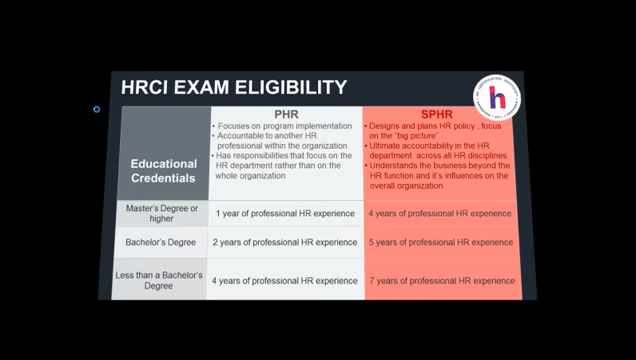 HRCI EXAM ELIGIBILITY
PHR
• Focuses on program implementation
• Accountable to another HR
professional within the organization
• Has responsibilities that focus on the
HR department rather than on the
whole organization
SPHR
• Designs and plans HR policy ; focus
on the "big picture"
• Ultimate accountability in the HR
department across all HR disciplines
• Understands the business beyond the
HR function and it's influences on the
overall organization
Educational
Credentials
Master's Degree or
higher
1 year of professional HR experience
4 years of professional HR experience
Bachelor's Degree
2 years of professional HR experience
5 years of professional HR experience
Less than a Bachelor's
Degree
4 years of professional HR experience
7 years of professional HR experience
h